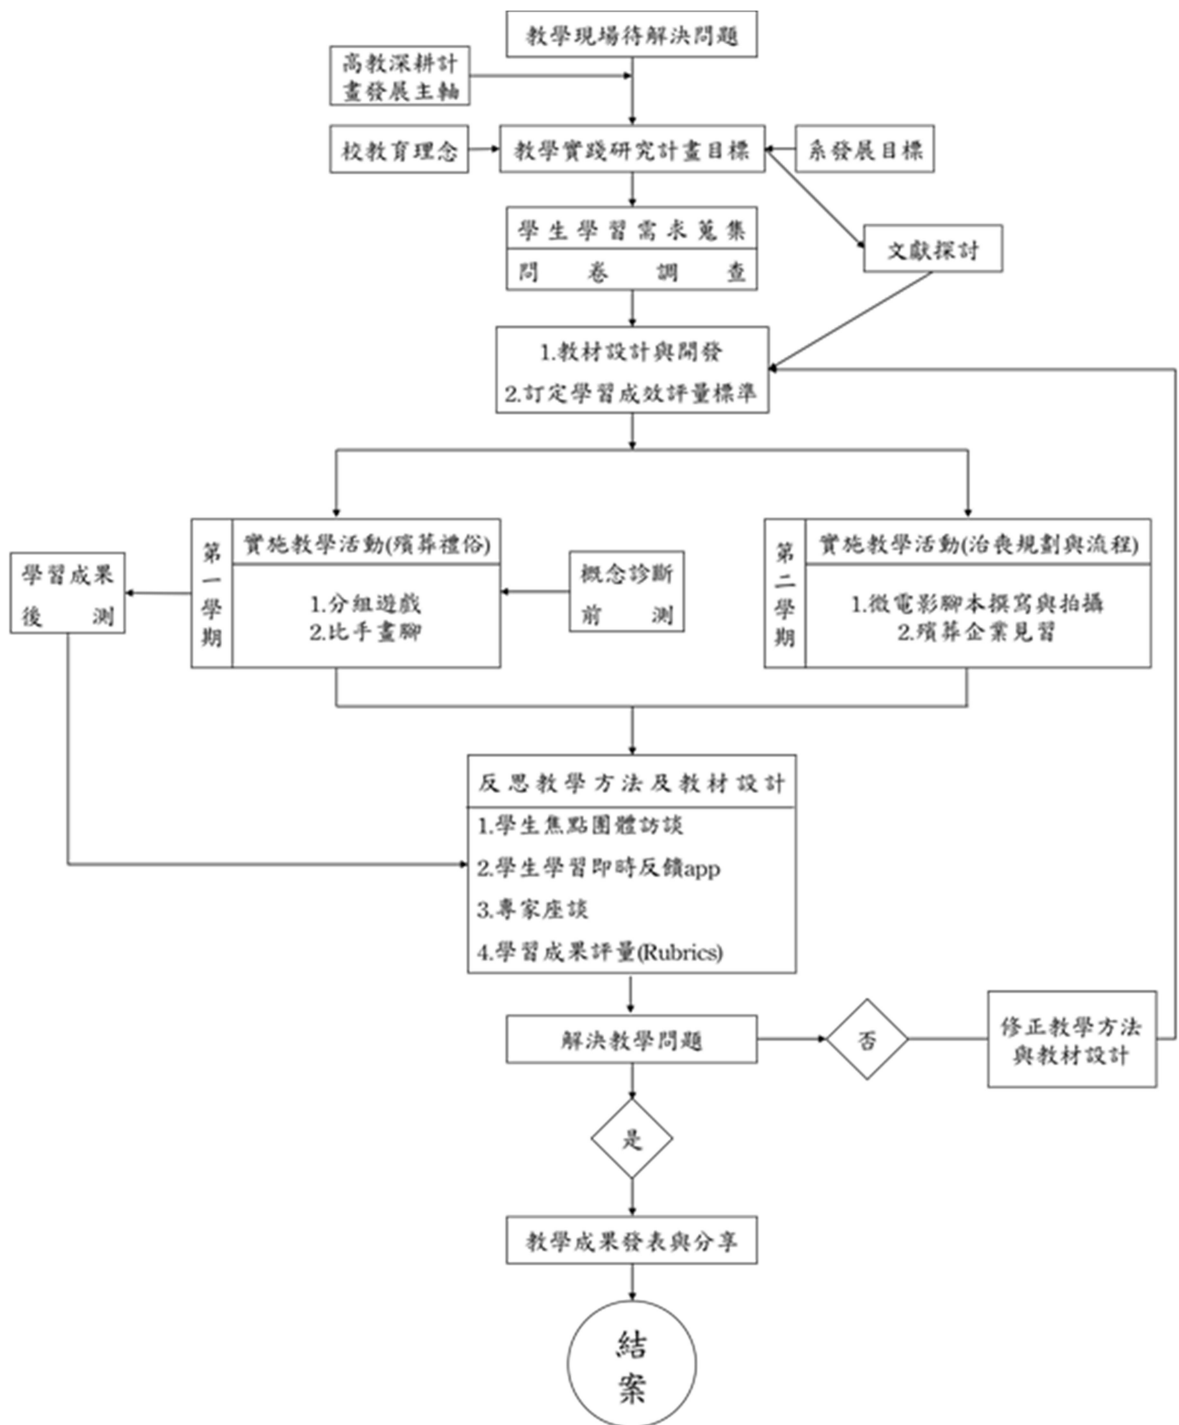 教學現場待解決問題
高教深耕計
畫發展主軸
校教育理念
教學實踐研究計畫目標
系發展目標
學生學習需求蒐集
問卷調查
文獻探討
1.教材設計與開發
2.訂定學習成效評量標準
學習成果
後測
第一學期
實施教學活動(殯葬禮俗)
1.分組遊戲
2.比手畫腳
概念診斷
前測
第二學期
實施教學活動(治喪規劃與流程)
1.微電影腳本撰寫與拍攝
2.殯葬企業見習
反思教學方法及教材設計
1.學生焦點團體訪談
2.學生學習即時反饋app
3.專家座談
4.學習成果評量(Rubrics)
解決教學問題
否
修正教學方法
與教材設計
是
教學成果發表與分享
結
案